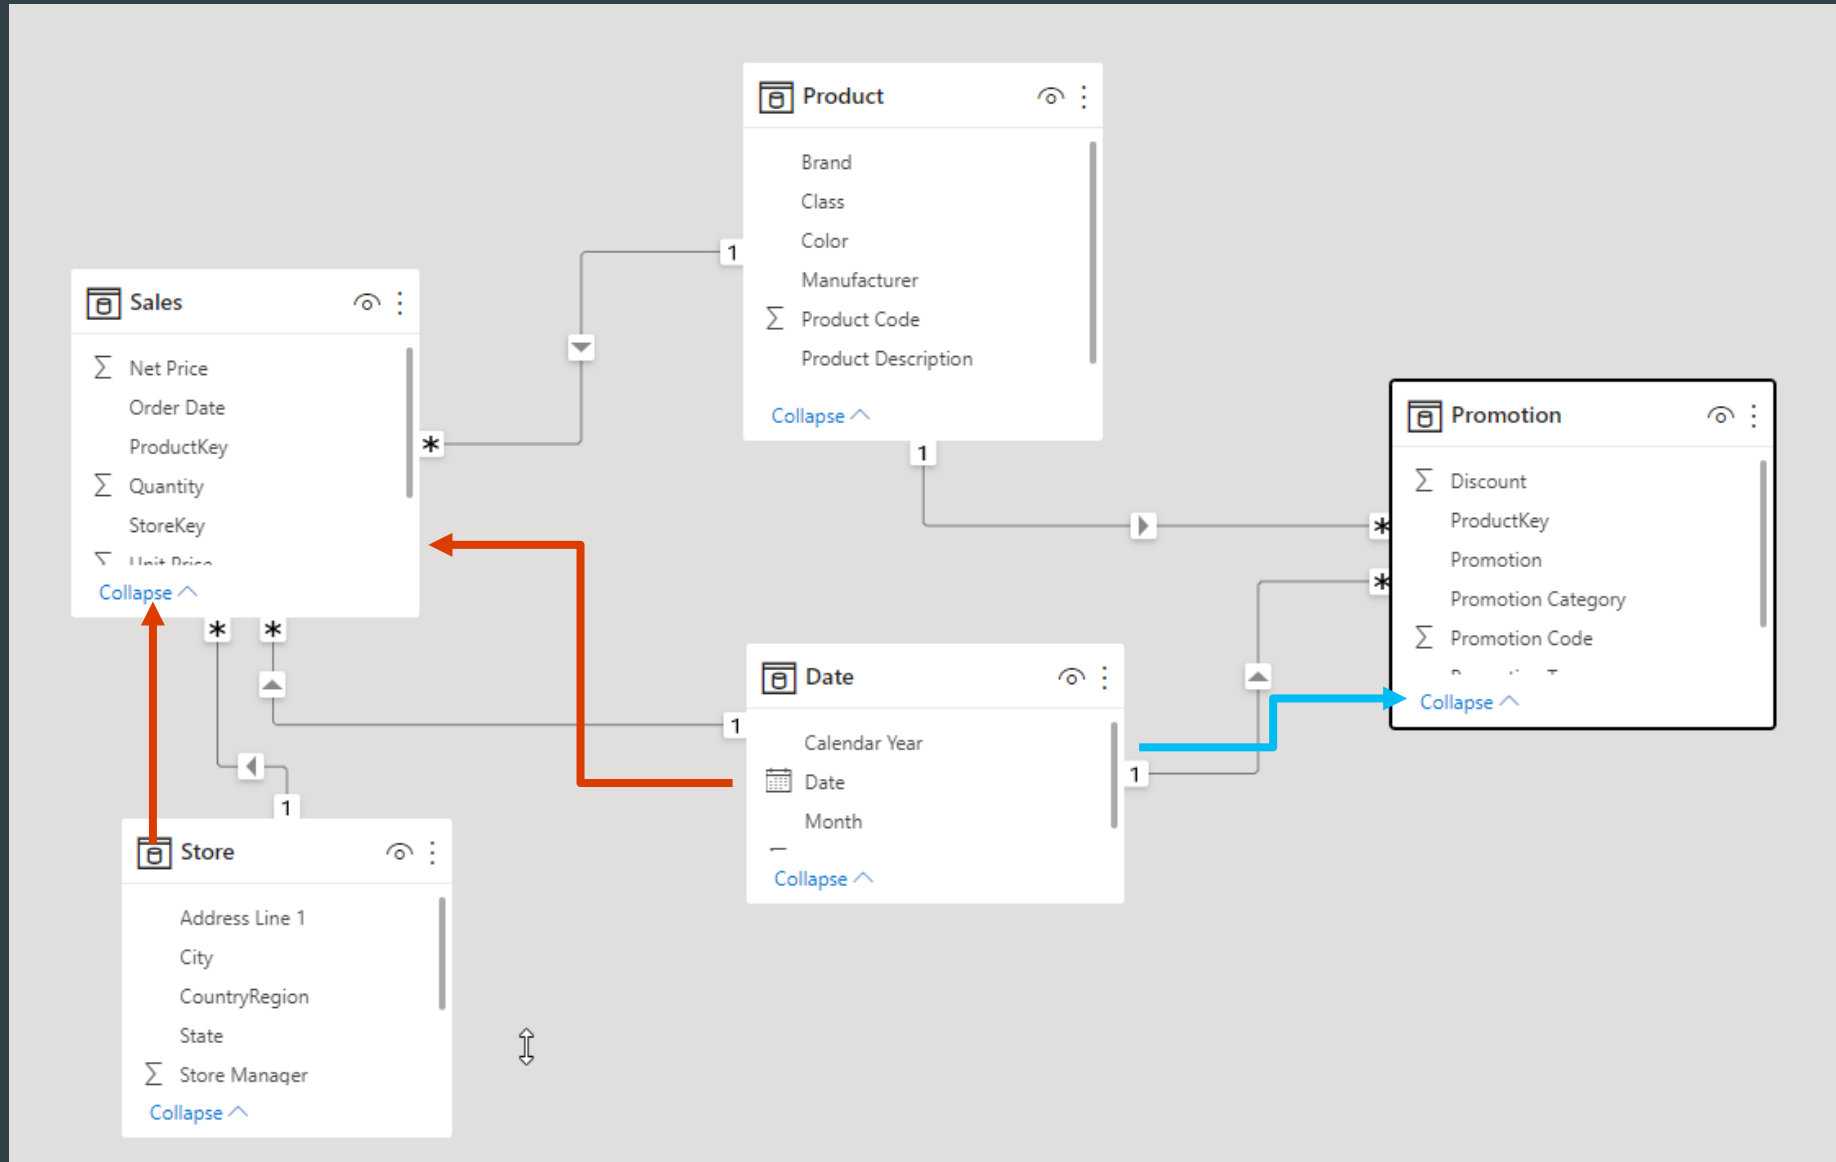 Product
Brand
Class
Color
Manufacturer
Product Code
Product Description
Collapse
1
1
Sales
Net Price
Order Date
ProductKey
Quantity
StoreKey
Unit Price
Collapse
*
*
*
Promotion
Discount
ProductKey
Promotion
Promotion Category
Promotion Code
Collapse
*
*
Date
Calendar Year
Date
Month
Collapse
1
1
1
Store
Address Line 1
City
CountryRegion
State
Store Manager
Collapse